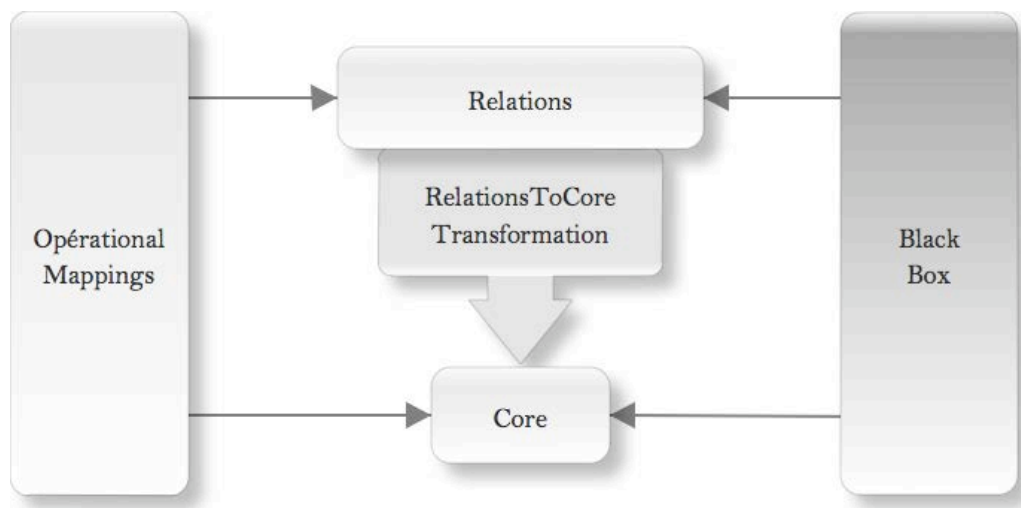 Relations
RelationsToCore
Transformation
Opérational
Mappings
Black
Box
Core